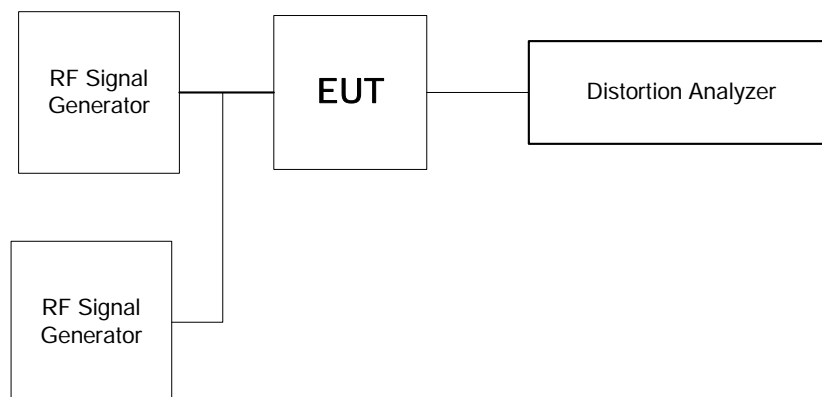 RF Signal
Generator
EUT
Distortion Analyzer
RF Signal
Generator